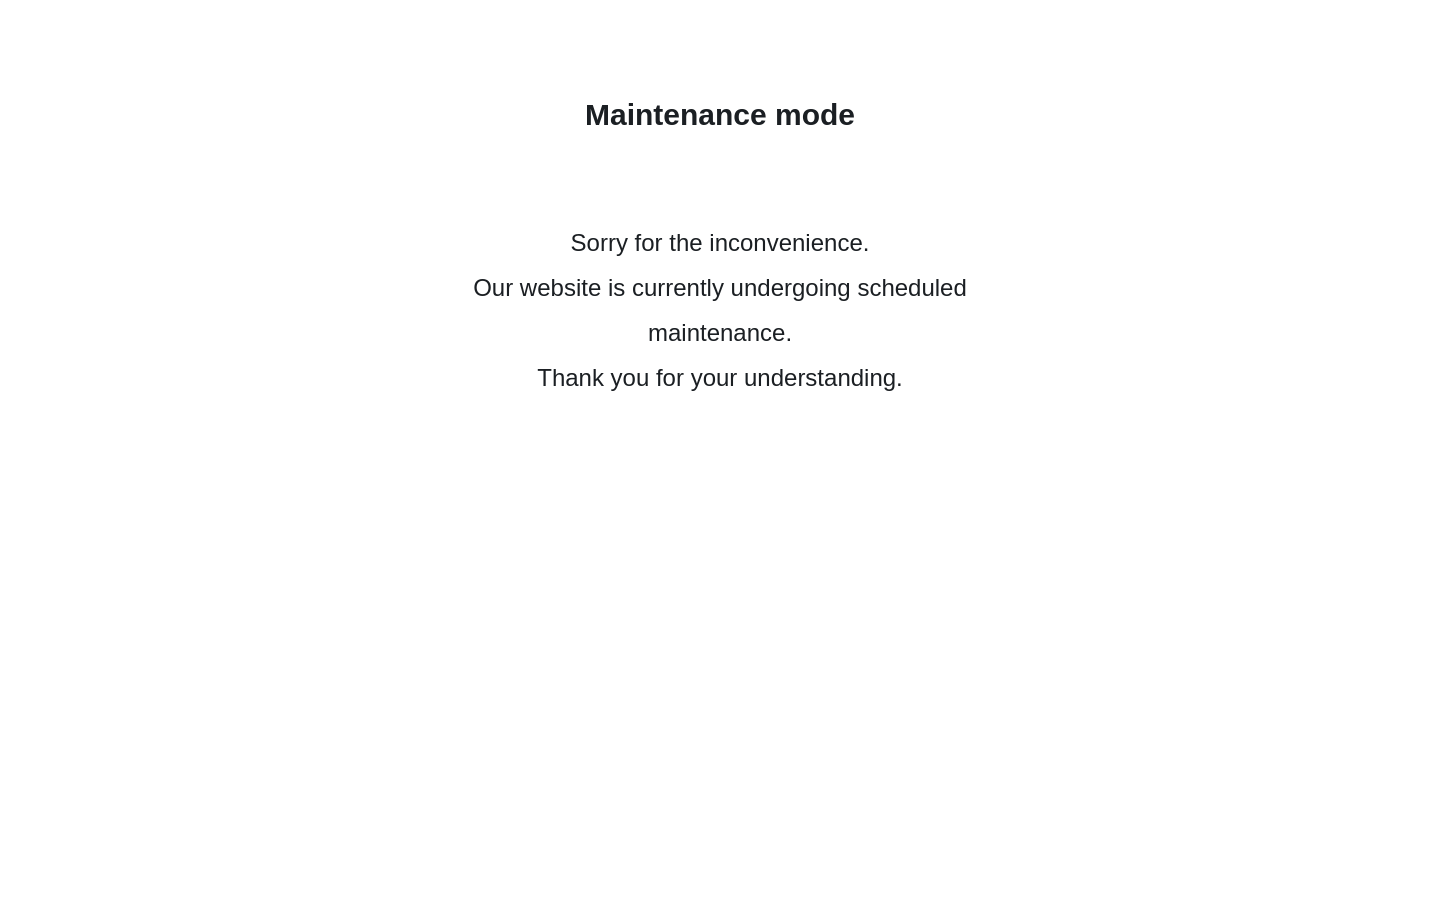 Maintenance mode
Sorry for the inconvenience.
Our website is currently undergoing scheduled
maintenance.
Thank you for your understanding.